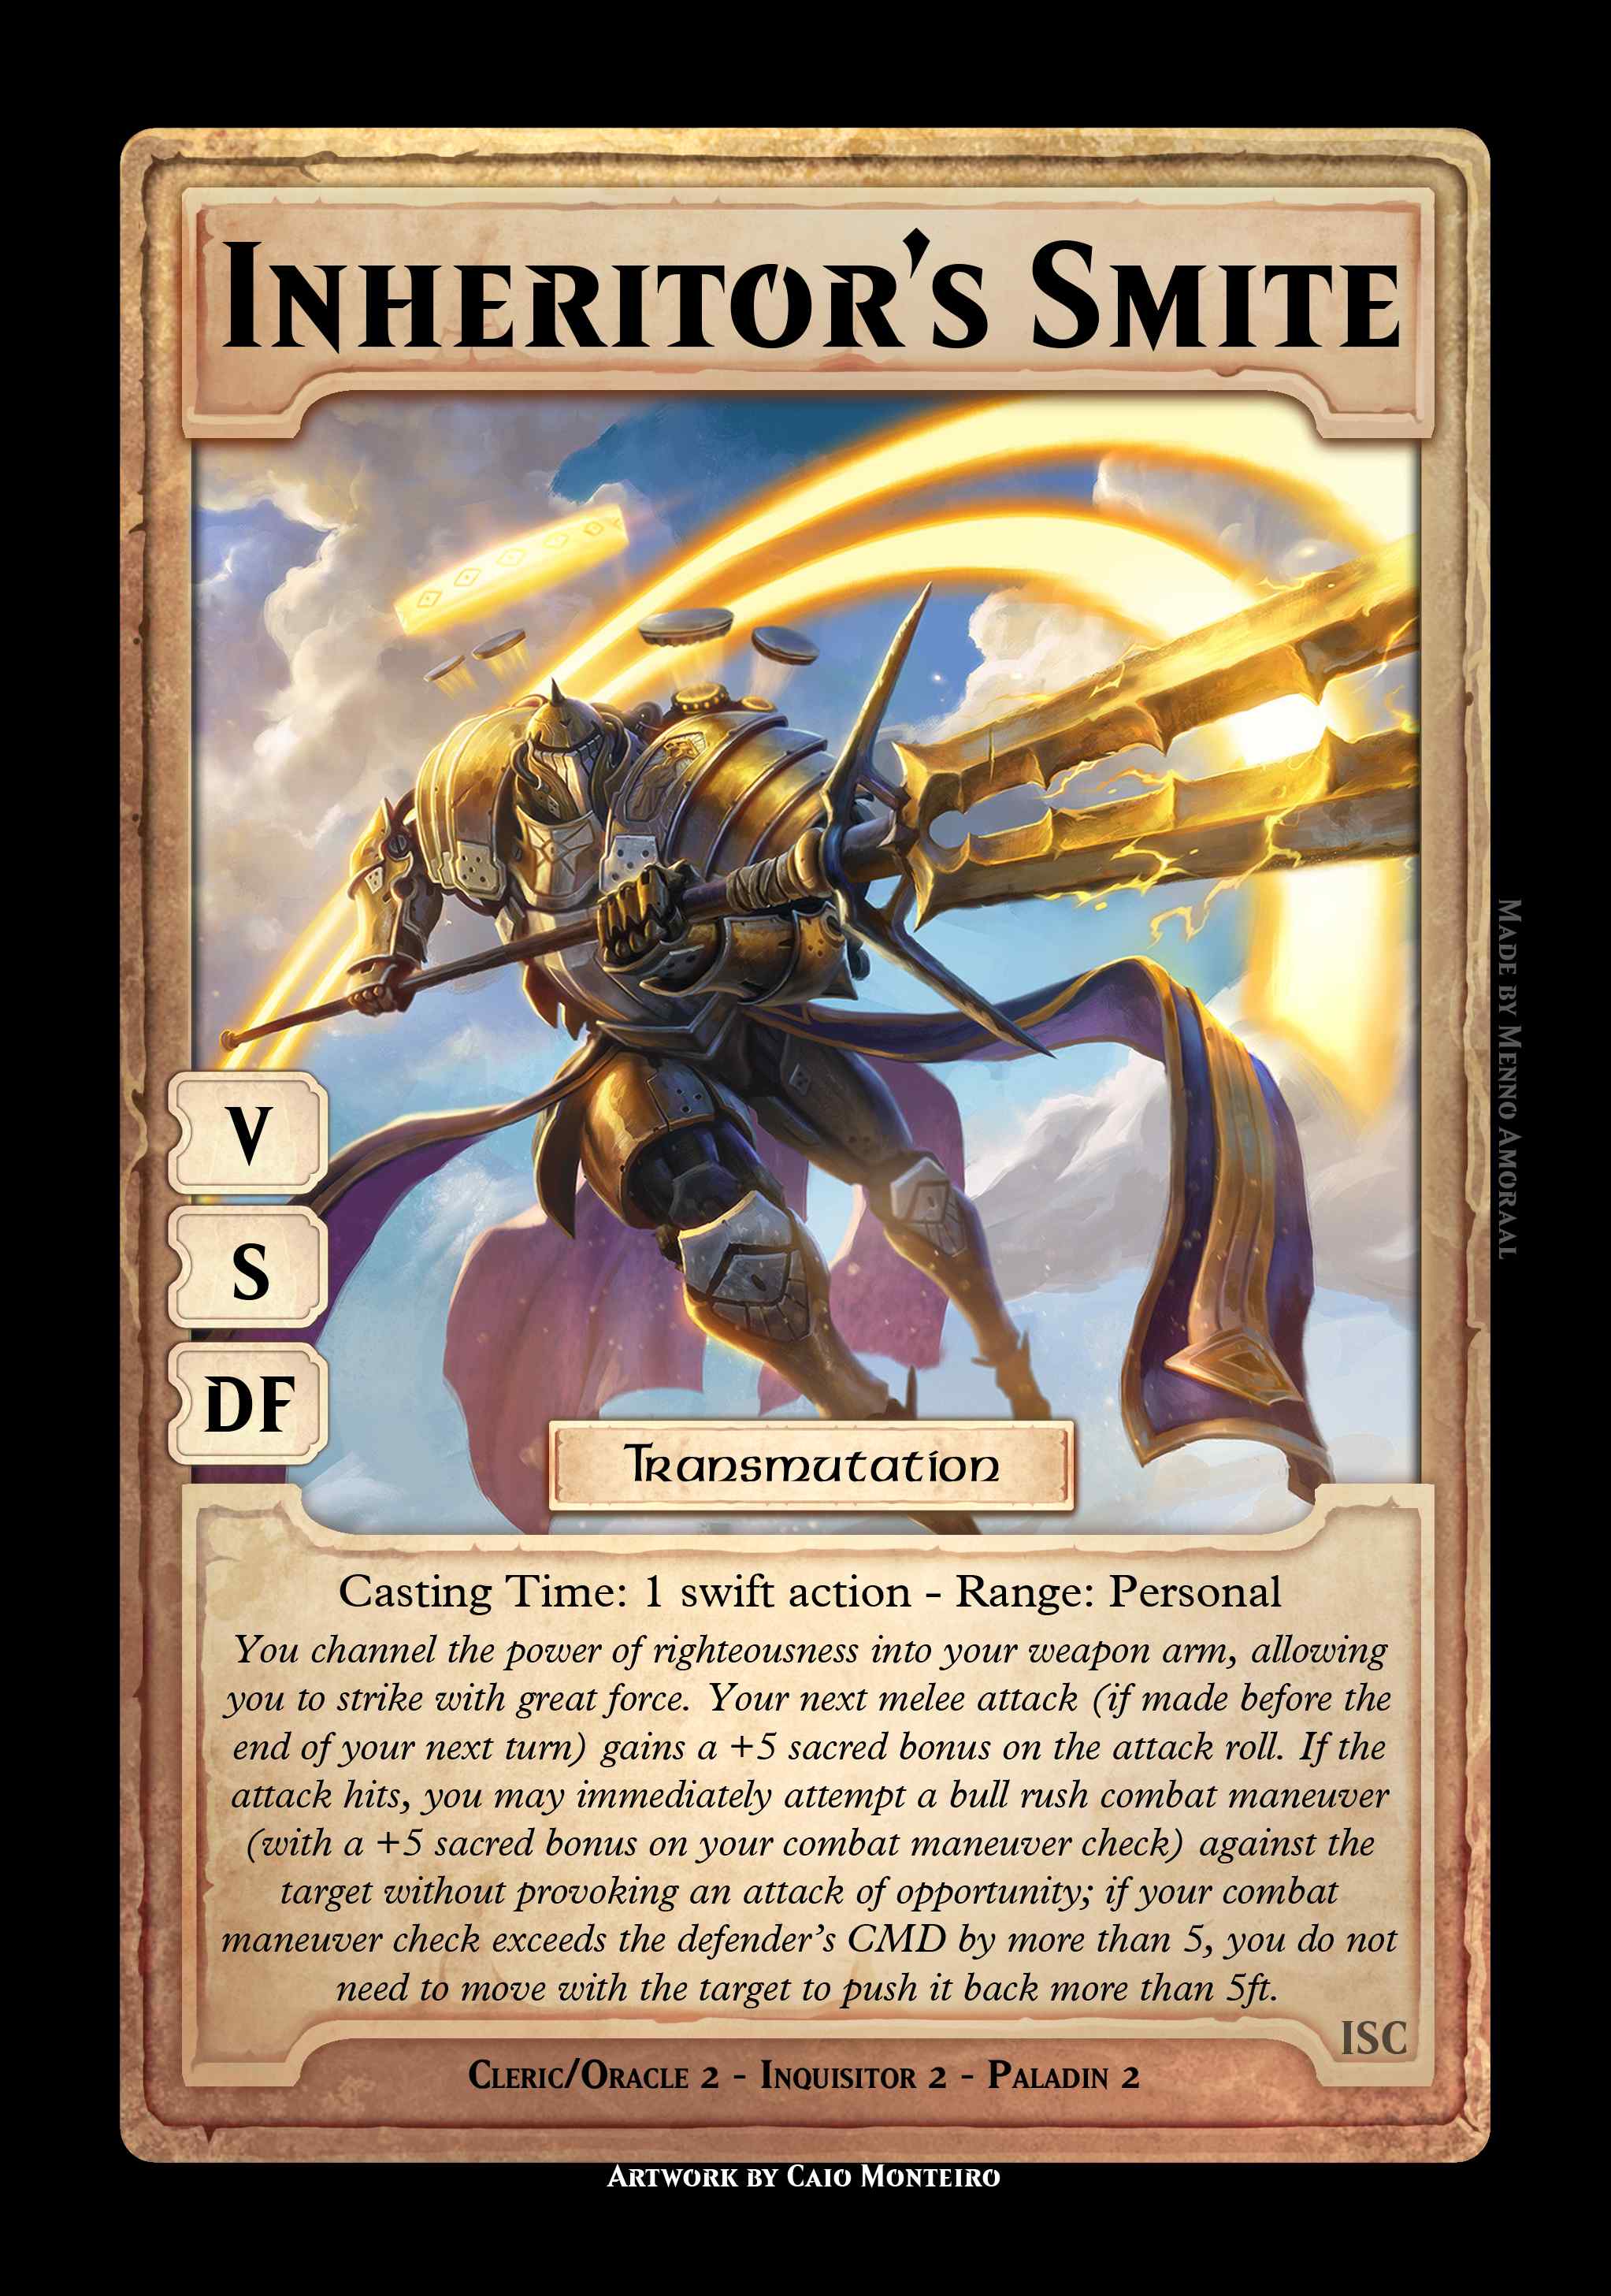 Inheritor's Smite
V
S
DF
Transmutation
Casting Time: 1 swift action - Range: Personal
You channel the power of righteousness into your weapon arm, allowing
you to strike with great force. Your next melee attack (if made before the
end of your next turn) gains a +5 sacred bonus on the attack roll. If the
attack hits, you may immediately attempt a bull rush combat maneuver
(with a +5 sacred bonus on your combat maneuver check) against the
target without provoking an attack of opportunity; if your combat
maneuver check exceeds the defender's CMD by more than 5, you do not
need to move with the target to push it back more than 5ft.
ISC
Cleric/Oracle 2 - Inquisitor 2 - Paladin 2
Artwork by Caio Monteiro
Made by Menno Amoraal